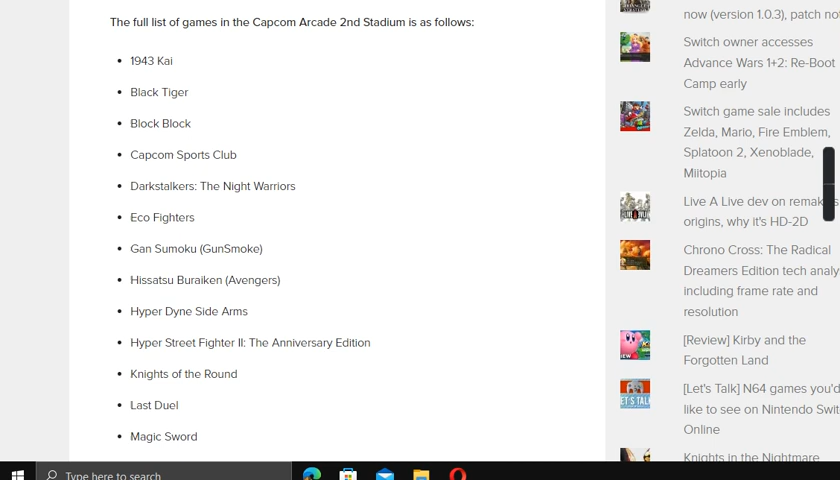 The full list of games in the Capcom Arcade 2nd Stadium is as follows:
1943 Kai
Black Tiger
Block Block
Capcom Sports Club
Darkstalkers: The Night Warriors
Eco Fighters
Gan Sumoku (GunSmoke)
Hissatsu Buraiken (Avengers)
Hyper Dyne Side Arms
Hyper Street Fighter II: The Anniversary Edition
Knights of the Round
Last Duel
Magic Sword
now (version 1.0.3), patch
Switch owner accesses
Advance Wars 1+2: Re-Boot
Camp early
Switch game sale includes
Zelda, Mario, Fire Emblem,
Splatoon 2, Xenoblade,
Miitopia
Live A Live dev on
origins, why it's HD-2D
Chrono Cross: The Radical
Dreamers Edition tech
including frame rate and
resolution
[Review] Kirby and the
Forgotten Land
[Let's Talk] N64 games you'd
like to see on Nintendo
Online
Knights in the Nightmare
LET'S TALK
Type here to search